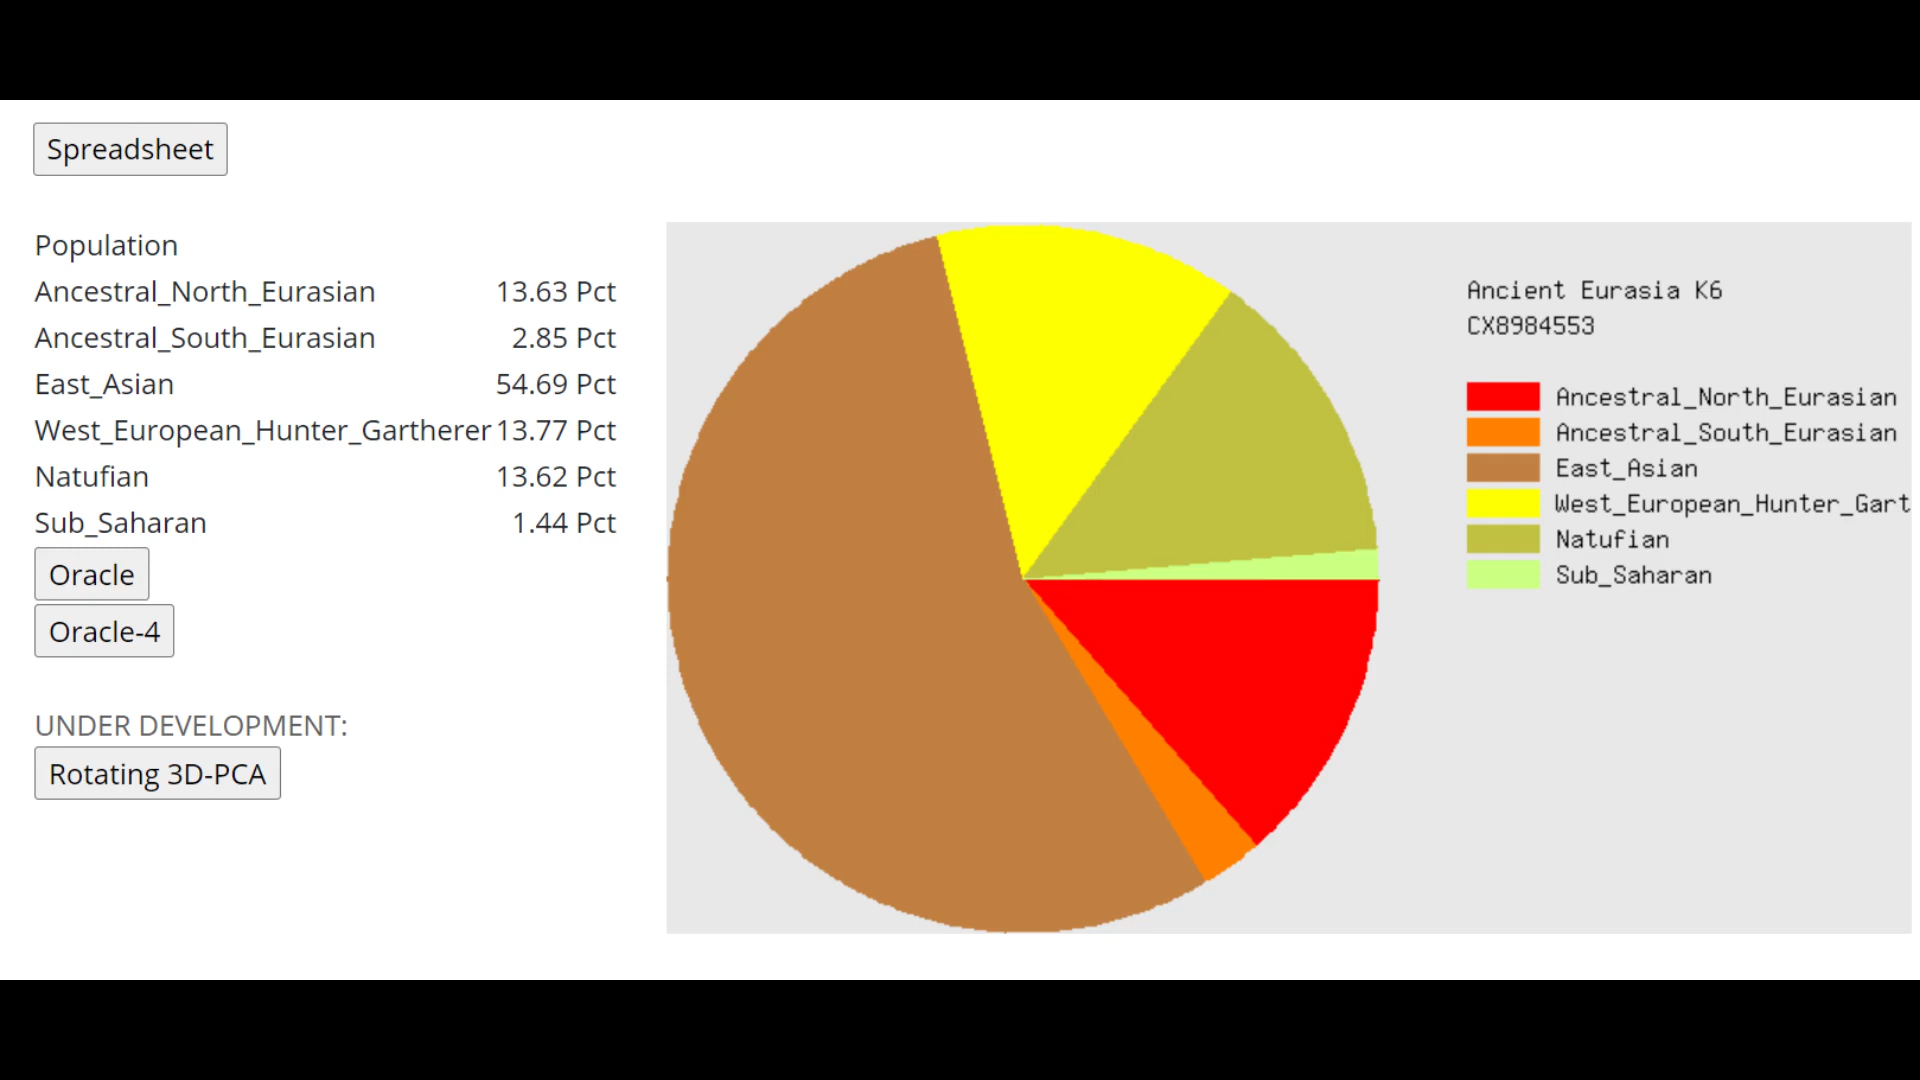 Spreadsheet
Population
Ancestral_North_Eurasian 13.63 Pct
Ancestral_South_Eurasian 2.85 Pct
East_Asian 54.69 Pct
West_European_Hunter_Gartherer 13.77 Pct
Natufian 13.62 Pct
Sub_Saharan 1.44 Pct
Oracle
Oracle-4
UNDER DEVELOPMENT:
Rotating 3D-PCA
Ancient Eurasia K6
CX8984553
Ancestral_North_Eurasian
Ancestral_South_Eurasian
East_Asian
West_European_Hunter_Gart
Natufian
Sub_Saharan